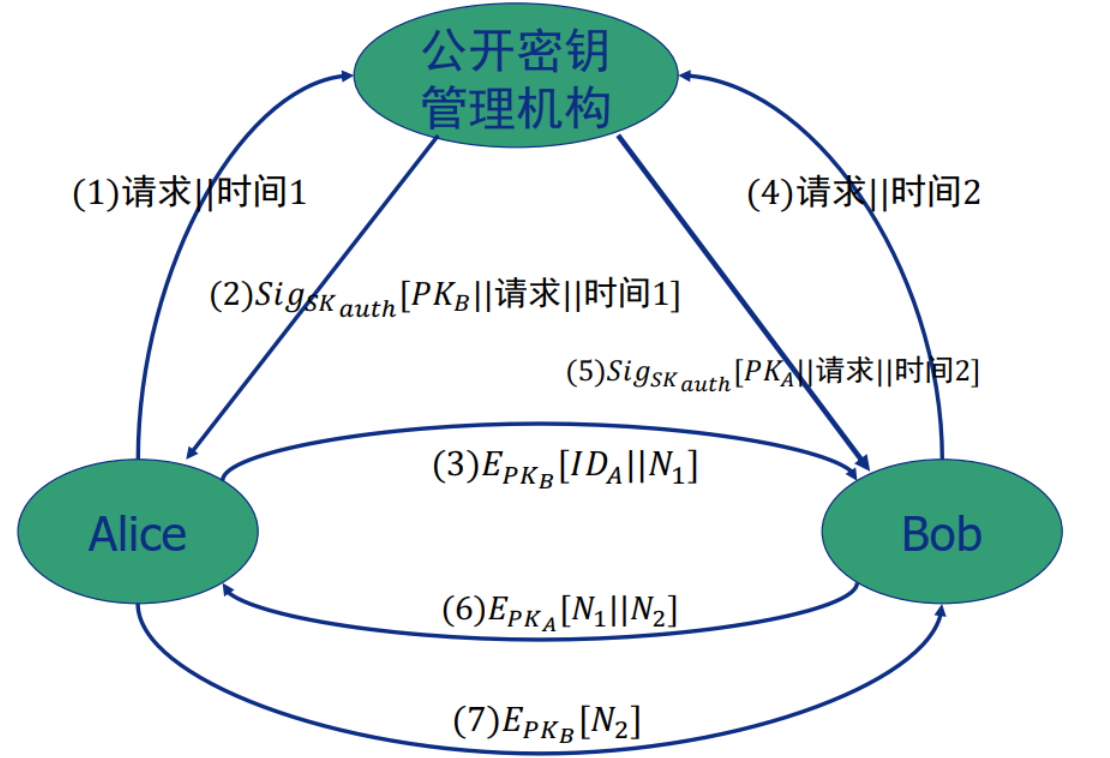 公开密钥
管理机构
(1)请求||时间1
(4)请求||时间2
(2)Sig_{SK_{auth}}[PK_B||请求||时间1]
(5)Sig_{SK_{auth}}[PK_A||请求||时间2]
(3)E_{PK_B}[ID_A||N_1]
Alice
Bob
(6)E_{PK_A}[N_1||N_2]
(7)E_{PK_B}[N_2]